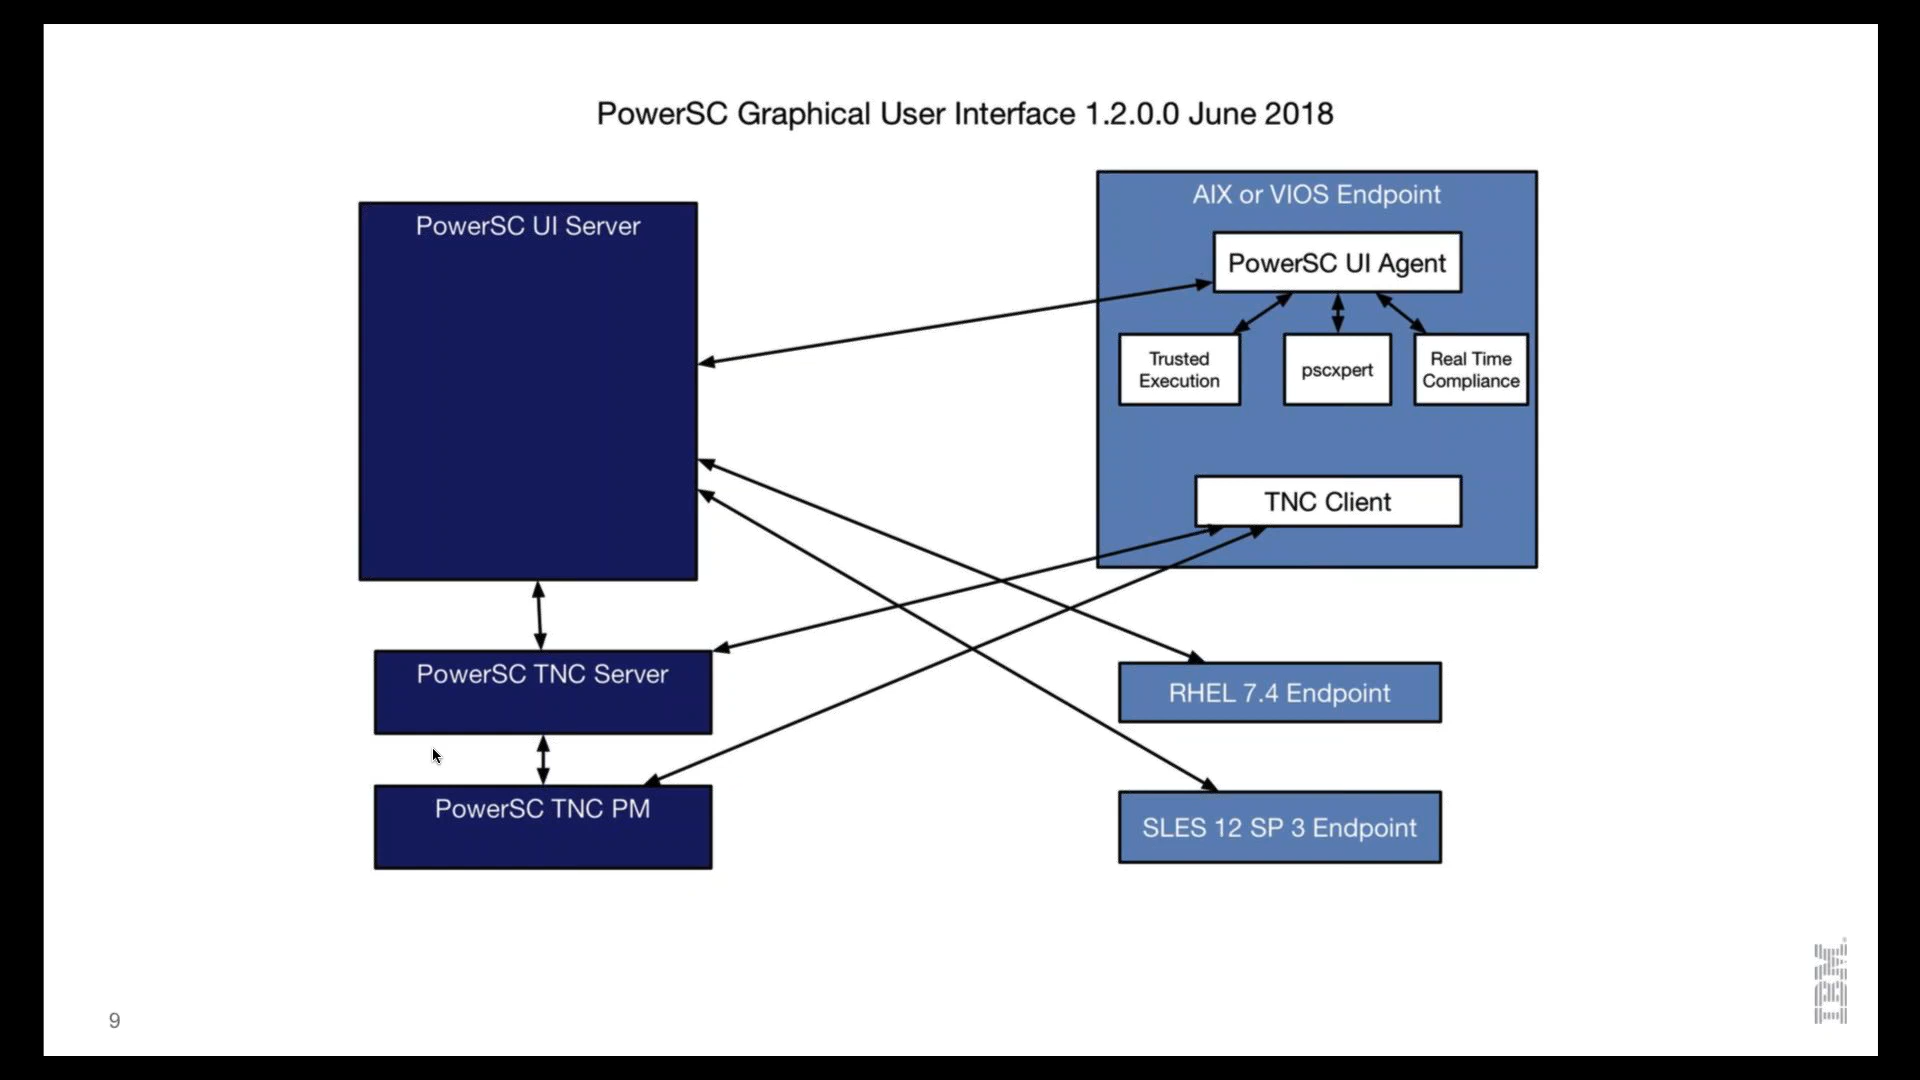 PowerSC Graphical User Interface 1.2.0.0 June 2018
PowerSC UI Server
AIX or VIOS Endpoint
PowerSC UI Agent
Trusted
Execution
pscxpert
Real Time
Compliance
TNC Client
PowerSC TNC Server
RHEL 7.4 Endpoint
PowerSC TNC PM
SLES 12 SP 3 Endpoint
IBM
9